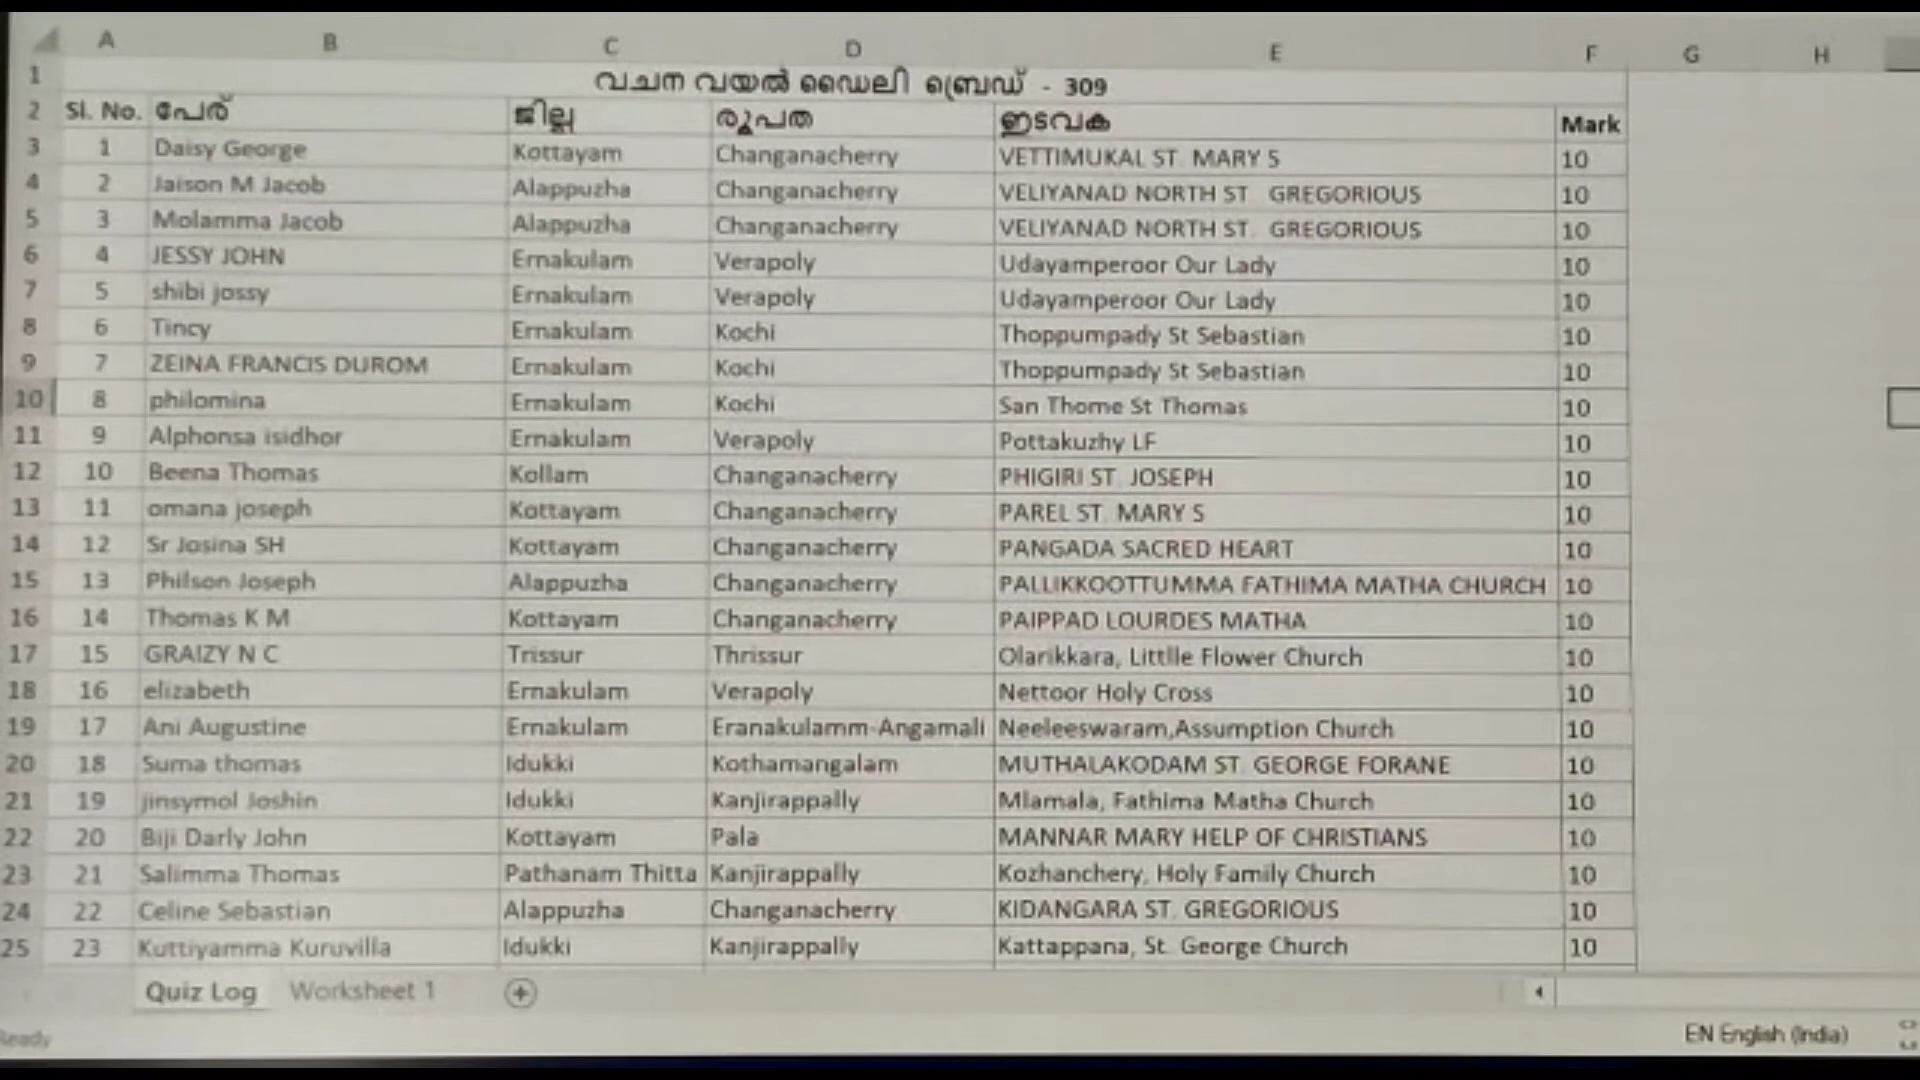 A B C D E F G H
1 വചന വയൽ ഡൈലി ബ്രെഡ് - 309
2 Sl. No. പേര് ജില്ല രൂപത ഇടവക Mark
3 1 Daisy George Kottayam Changanacherry VETTIMUKAL ST. MARY S 10
4 2 Jaison M Jacob Alappuzha Changanacherry VELIYANAD NORTH ST. GREGORIOUS 10
5 3 Molamma Jacob Alappuzha Changanacherry VELIYANAD NORTH ST. GREGORIOUS 10
6 4 JESSY JOHN Ernakulam Verapoly Udayamperoor Our Lady 10
7 5 shibi jossy Ernakulam Verapoly Udayamperoor Our Lady 10
8 6 Tincy Ernakulam Kochi Thoppumpady St Sebastian 10
9 7 ZEINA FRANCIS DUROM Ernakulam Kochi Thoppumpady St Sebastian 10
10 8 philomina Ernakulam Kochi San Thome St Thomas 10
11 9 Alphonsa isidhor Ernakulam Verapoly Pottakuzhy LF 10
12 10 Beena Thomas Kollam Changanacherry PHIGIRI ST. JOSEPH 10
13 11 omana joseph Kottayam Changanacherry PAREL ST. MARY S 10
14 12 Sr Josina SH Kottayam Changanacherry PANGADA SACRED HEART 10
15 13 Philson Joseph Alappuzha Changanacherry PALLIKKOOTTUMMA FATHIMA MATHA CHURCH 10
16 14 Thomas K M Kottayam Changanacherry PAIPPAD LOURDES MATHA 10
17 15 GRAIZY N C Trissur Thrissur Olarikkara, Littlle Flower Church 10
18 16 elizabeth Ernakulam Verapoly Nettoor Holy Cross 10
19 17 Ani Augustine Ernakulam Eranakulamm-Angamali Neeleeswaram,Assumption Church 10
20 18 Suma thomas Idukki Kothamangalam MUTHALAKODAM ST. GEORGE FORANE 10
21 19 jinsymol Joshin Idukki Kanjirappally Mlamala, Fathima Matha Church 10
22 20 Biji Darly John Kottayam Pala MANNAR MARY HELP OF CHRISTIANS 10
23 21 Salimma Thomas Pathanam Thitta Kanjirappally Kozhanchery, Holy Family Church 10
24 22 Celine Sebastian Alappuzha Changanacherry KIDANGARA ST. GREGORIOUS 10
25 23 Kuttiyamma Kuruvilla Idukki Kanjirappally Kattappana, St. George Church 10
Quiz Log Worksheet 1
Ready EN English (India)